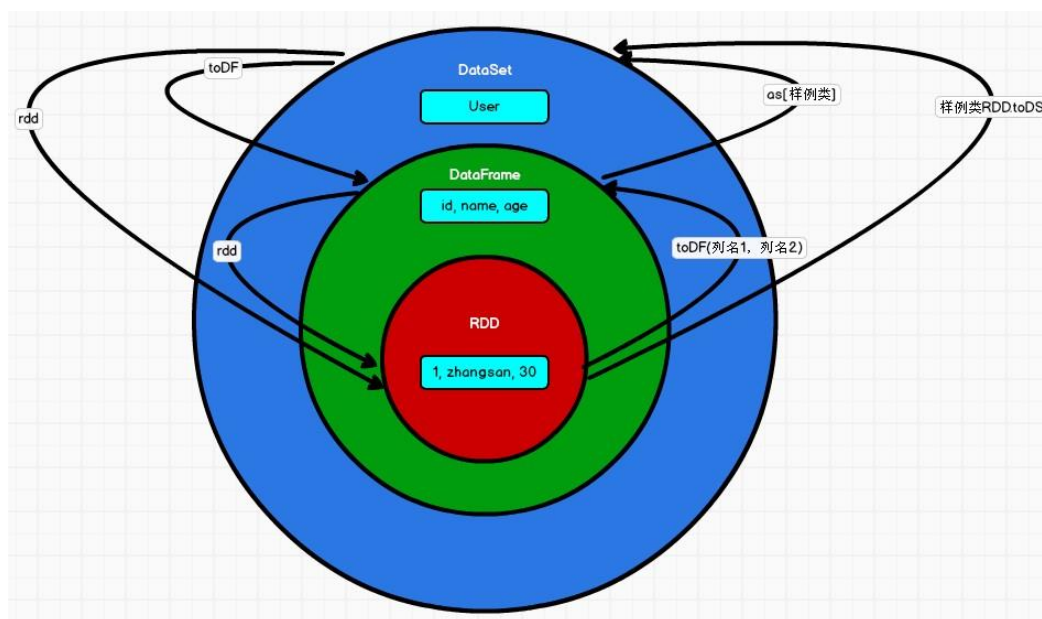 toDF
DataSet
User
as[样例类]
rdd
样例类RDD.toDS
DataFrame
id, name, age
rdd
toDF(列名1，列名2)
RDD
1, zhangsan, 30